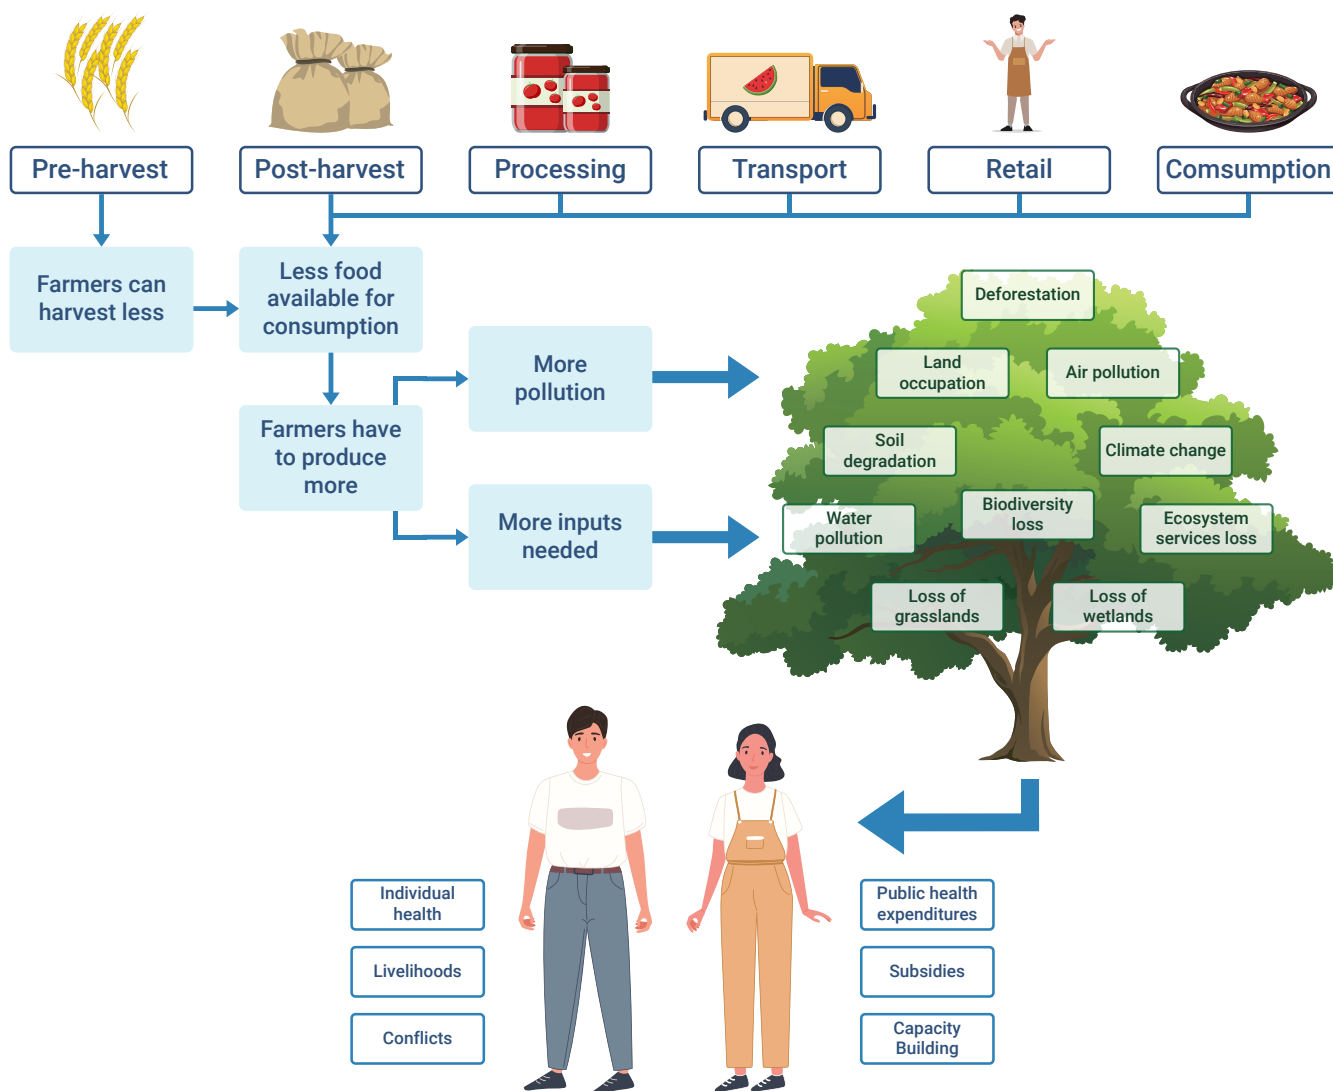 Pre-harvest
Post-harvest
Processing
Transport
Retail
Comsumption
Farmers can
harvest less
Less food
available for
consumption
Farmers have
to produce
more
More
pollution
More inputs
needed
Deforestation
Land
occupation
Air pollution
Soil
degradation
Climate change
Water
pollution
Biodiversity
loss
Ecosystem
services loss
Loss of
grasslands
Loss of
wetlands
Individual
health
Livelihoods
Conflicts
Public health
expenditures
Subsidies
Capacity
Building